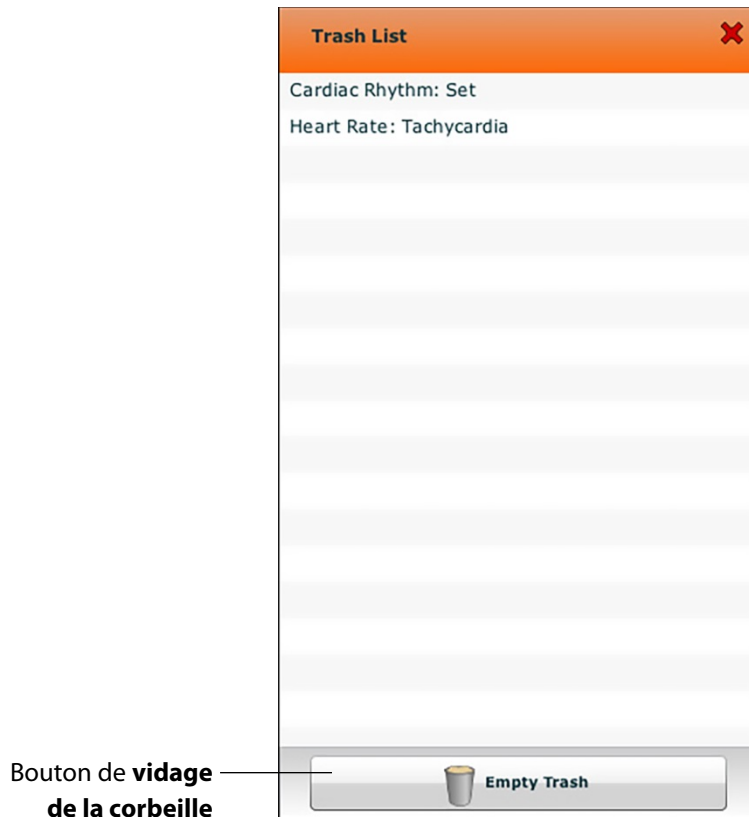 Trash List
Cardiac Rhythm: Set
Heart Rate: Tachycardia
Bouton de vidage
de la corbeille
Empty Trash